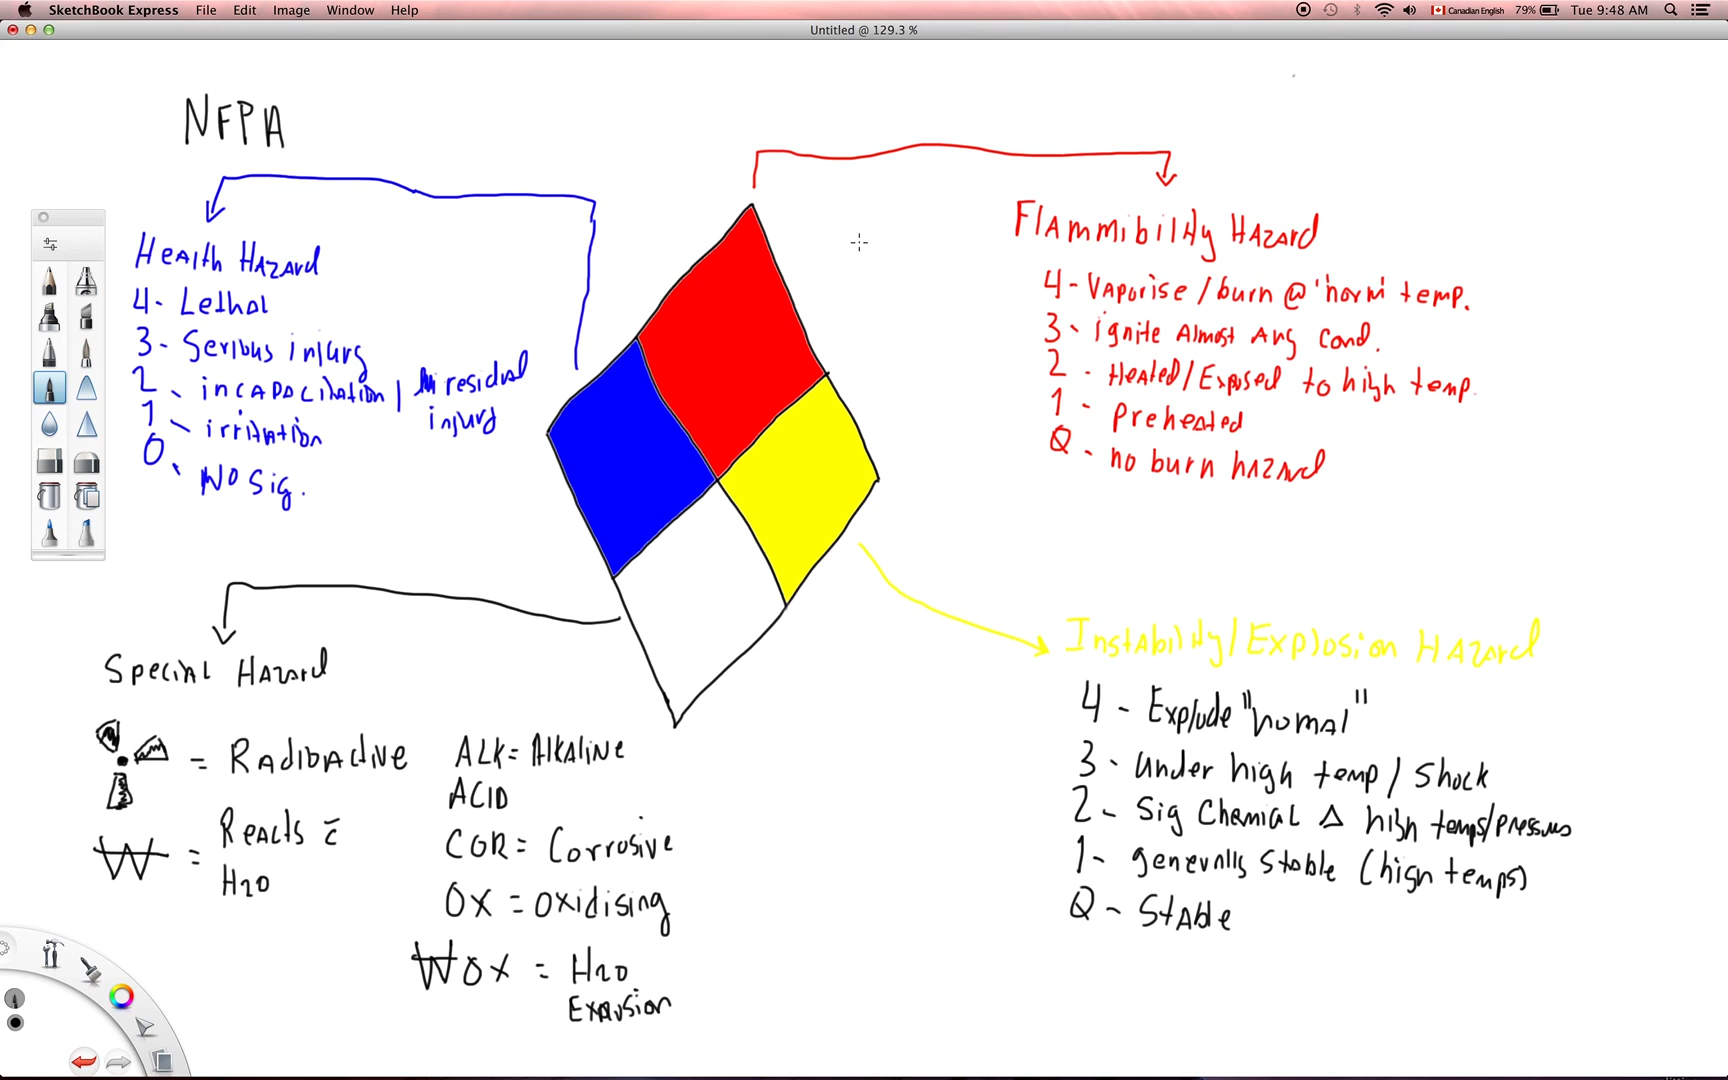 SketchBook Express File Edit Image Window Help
Canadian English 79% Tue 9:48 AM
Untitled @ 129.3 %
NFPA
Health Hazard
4- Lethal
3- Serious injury
2 - incapacitation / residual injury
1 - irritation
0 - No Sig.
Flammibility Hazard
4- Vaporise / burn @ 'norm' temp.
3- ignite Almost Any Cond.
2 - Heated/Exposed to high temp.
1 - Preheated
0 - no burn hazard
Special Hazard
= Radioactive
W = Reacts c̄
H2O
ALK = Alkaline
ACID
COR = Corrosive
OX = oxidising
W OX = H2O
Instability/Explosion Hazard
4 - Explode "normal"
3 - Under high temp / Shock
2 - Sig Chemial Δ high temps/pressures
1 - generally stable (high temps)
0 - Stable